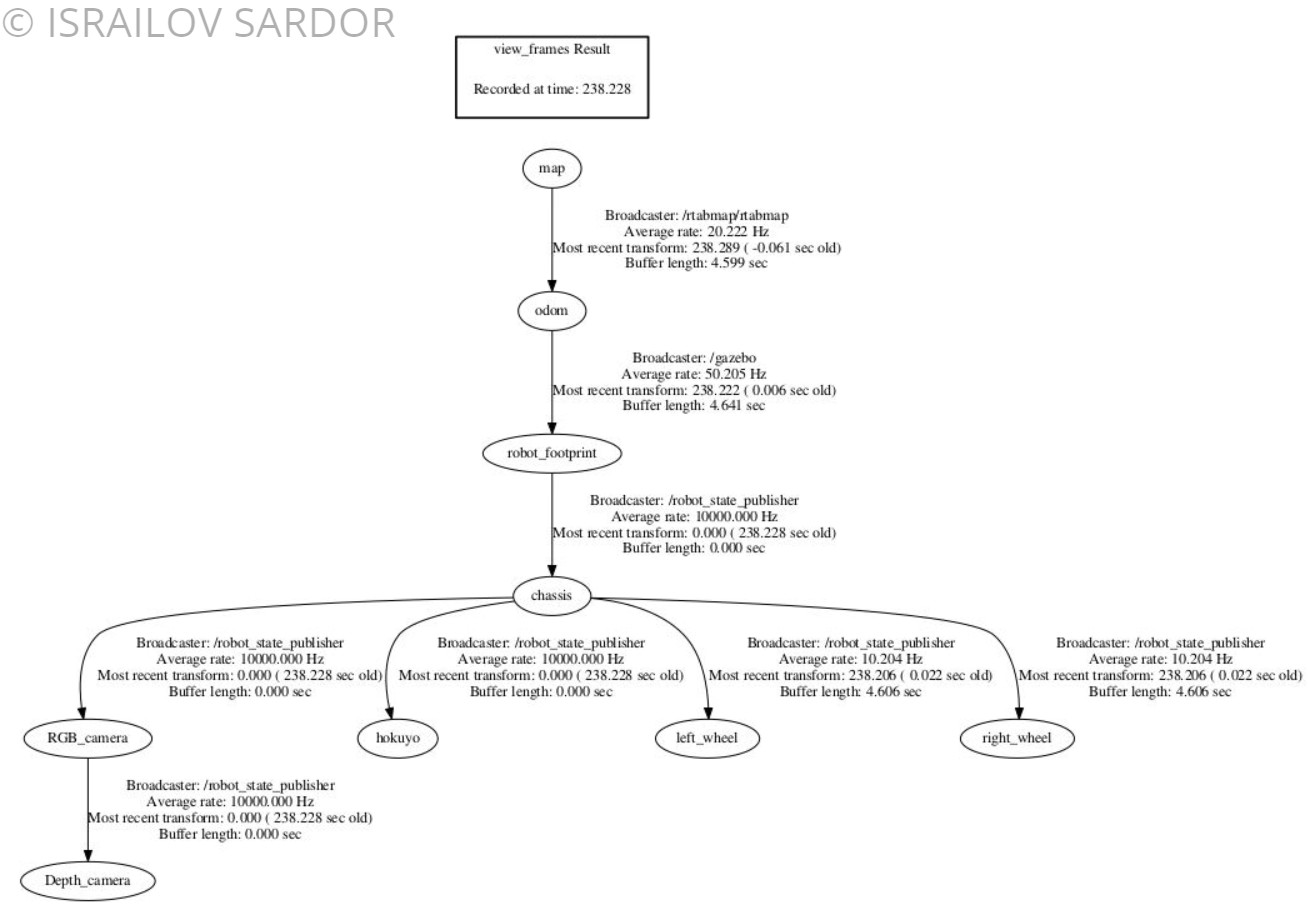 © ISRAILOV SARDOR
view_frames Result
Recorded at time: 238.228
map
Broadcaster: /rtabmap/rtabmap
Average rate: 20.222 Hz
Most recent transform: 238.289 ( -0.061 sec old)
Buffer length: 4.599 sec
odom
Broadcaster: /gazebo
Average rate: 50.205 Hz
Most recent transform: 238.222 ( 0.006 sec old)
Buffer length: 4.641 sec
robot_footprint
Broadcaster: /robot_state_publisher
Average rate: 10000.000 Hz
Most recent transform: 0.000 ( 238.228 sec old)
Buffer length: 0.000 sec
chassis
Broadcaster: /robot_state_publisher
Average rate: 10000.000 Hz
Most recent transform: 0.000 ( 238.228 sec old)
Buffer length: 0.000 sec
Broadcaster: /robot_state_publisher
Average rate: 10000.000 Hz
Most recent transform: 0.000 ( 238.228 sec old)
Buffer length: 0.000 sec
Broadcaster: /robot_state_publisher
Average rate: 10.204 Hz
Most recent transform: 238.206 ( 0.022 sec old)
Buffer length: 4.606 sec
Broadcaster: /robot_state_publisher
Average rate: 10.204 Hz
Most recent transform: 238.206 ( 0.022 sec old)
Buffer length: 4.606 sec
RGB_camera
hokuyo
left_wheel
right_wheel
Broadcaster: /robot_state_publisher
Average rate: 10000.000 Hz
Most recent transform: 0.000 ( 238.228 sec old)
Buffer length: 0.000 sec
Depth_camera